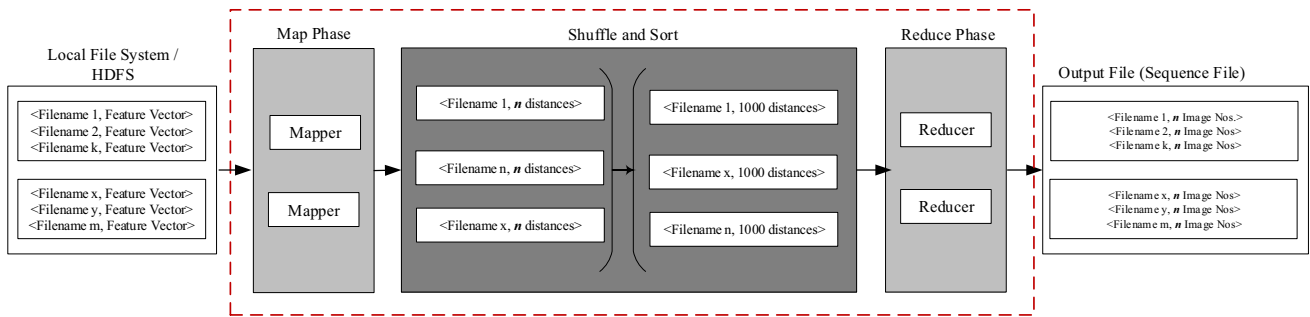 Local File System /
HDFS
<Filename 1, Feature Vector>
<Filename 2, Feature Vector>
<Filename k, Feature Vector>
<Filename x, Feature Vector>
<Filename y, Feature Vector>
<Filename m, Feature Vector>
Map Phase
Mapper
Mapper
Shuffle and Sort
<Filename 1, n distances>
<Filename n, n distances>
<Filename x, n distances>
<Filename 1, 1000 distances>
<Filename x, 1000 distances>
<Filename n, 1000 distances>
Reduce Phase
Reducer
Reducer
Output File (Sequence File)
<Filename 1, n Image Nos.>
<Filename 2, n Image Nos>
<Filename k, n Image Nos>
<Filename x, n Image Nos>
<Filename y, n Image Nos>
<Filename m, n Image Nos>